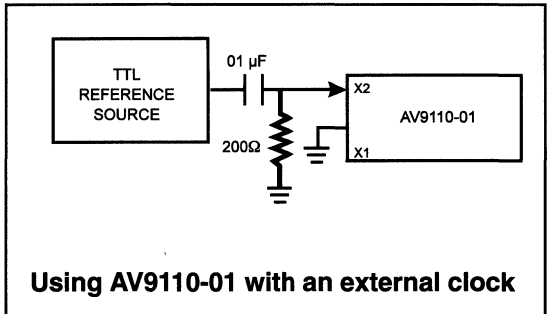 TTL
REFERENCE
SOURCE
01 µF
200Ω
X2
AV9110-01
X1
Using AV9110-01 with an external clock